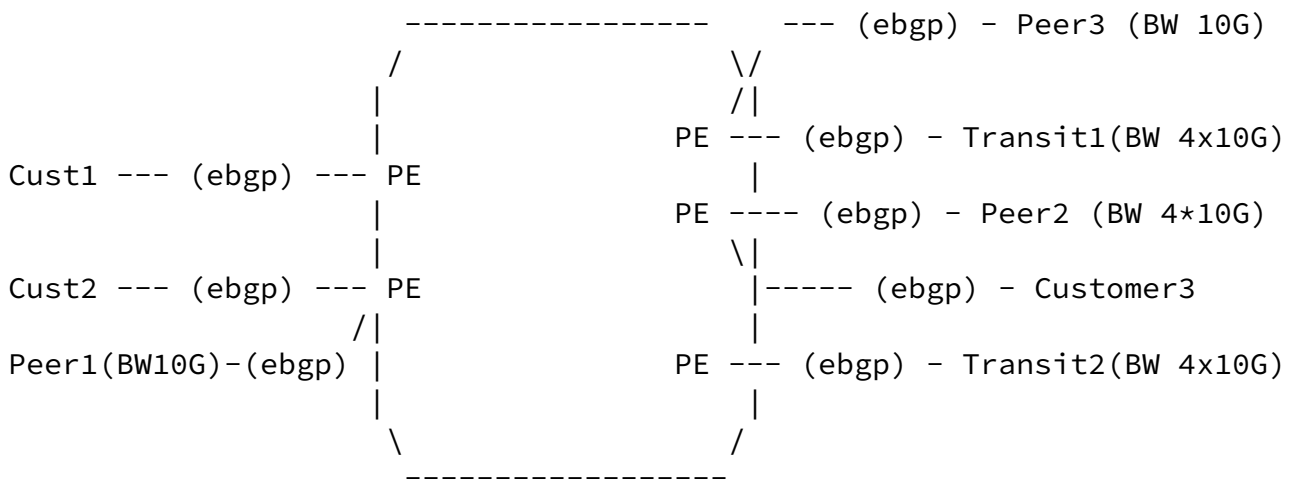 ----------------- --- (ebgp) - Peer3 (BW 10G)
/ \/
| /|
| PE --- (ebgp) - Transit1(BW 4x10G)
Cust1 --- (ebgp) --- PE |
| PE ---- (ebgp) - Peer2 (BW 4*10G)
| \|
Cust2 --- (ebgp) --- PE |----- (ebgp) - Customer3
/| |
Peer1(BW10G)-(ebgp) | PE --- (ebgp) - Transit2(BW 4x10G)
| |
\ /
------------------